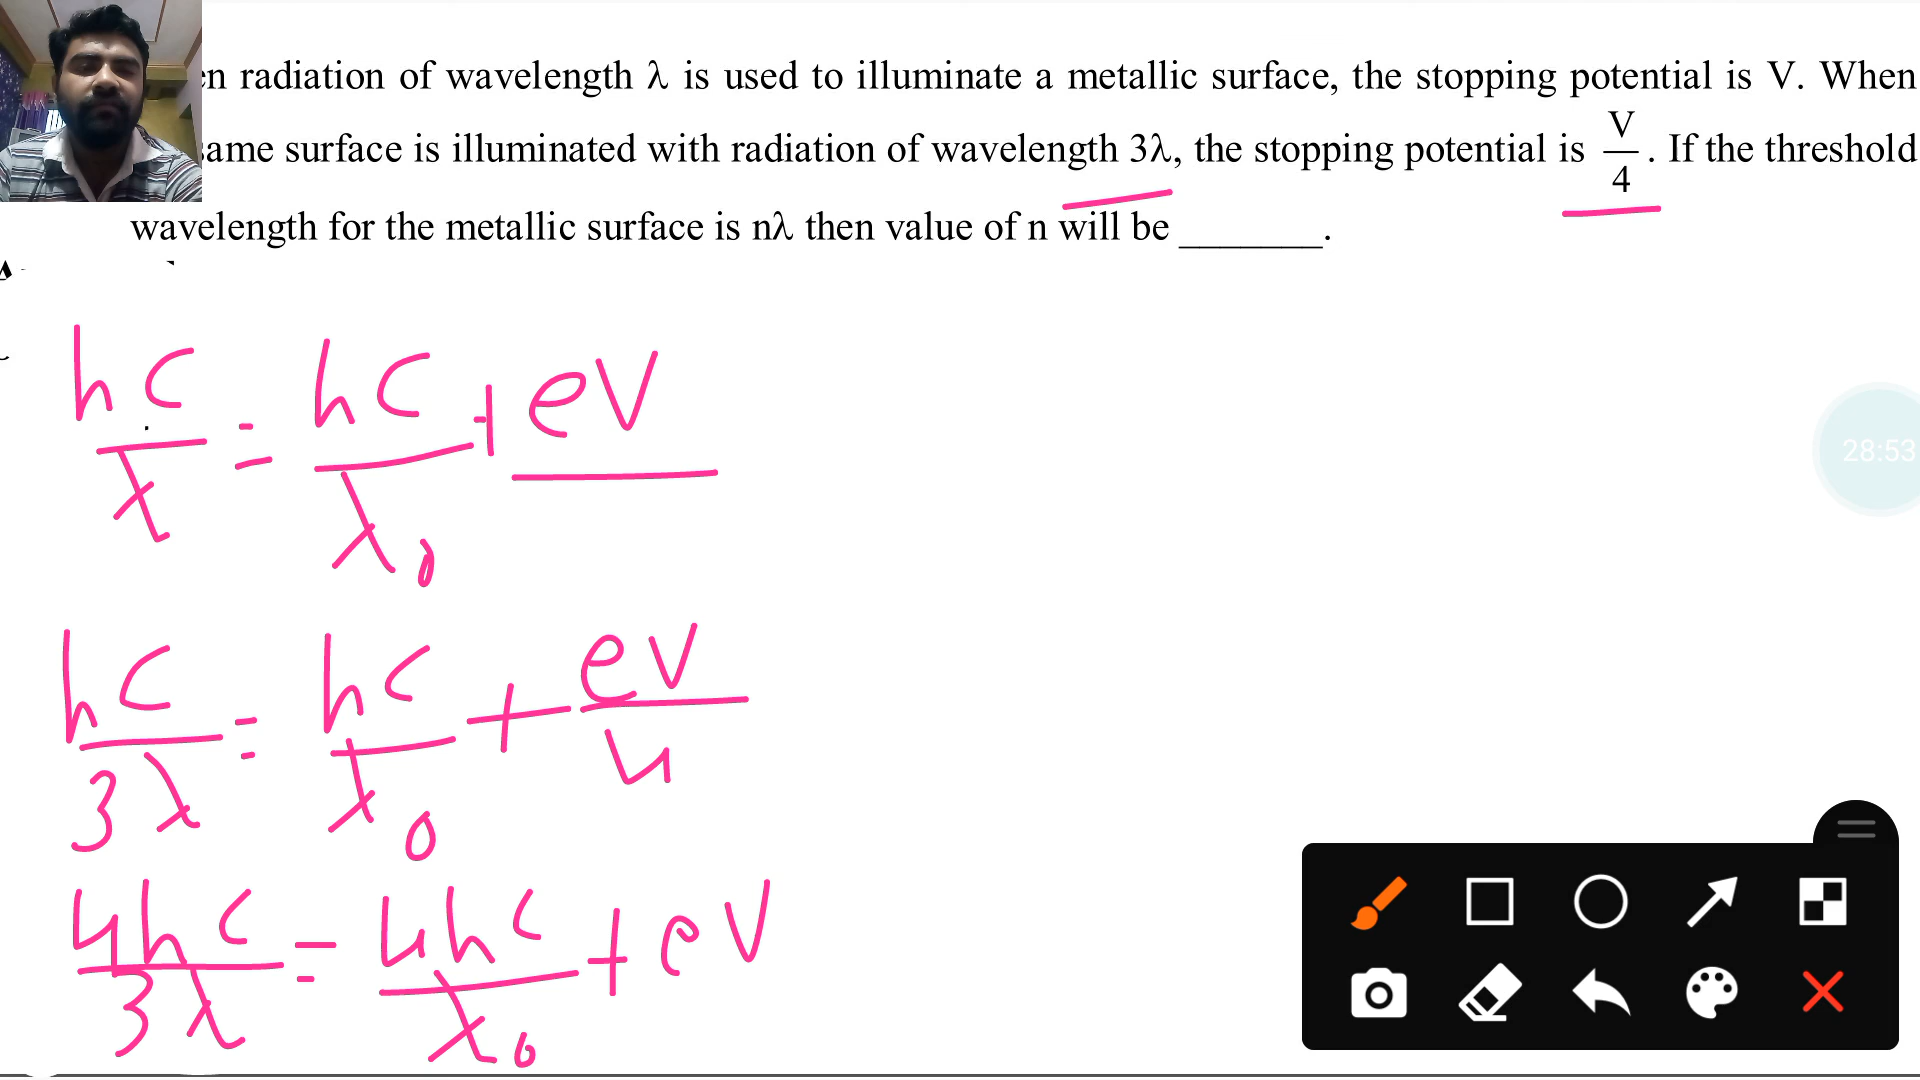 en radiation of wavelength λ is used to illuminate a metallic surface, the stopping potential is V. When
same surface is illuminated with radiation of wavelength 3λ, the stopping potential is V/4. If the threshold
wavelength for the metallic surface is nλ then value of n will be _______.
hc/λ = hc/λ₀ + eV
28:53
hc/3λ = hc/λ₀ + eV/4
4hc/3λ = 4hc/λ₀ + eV